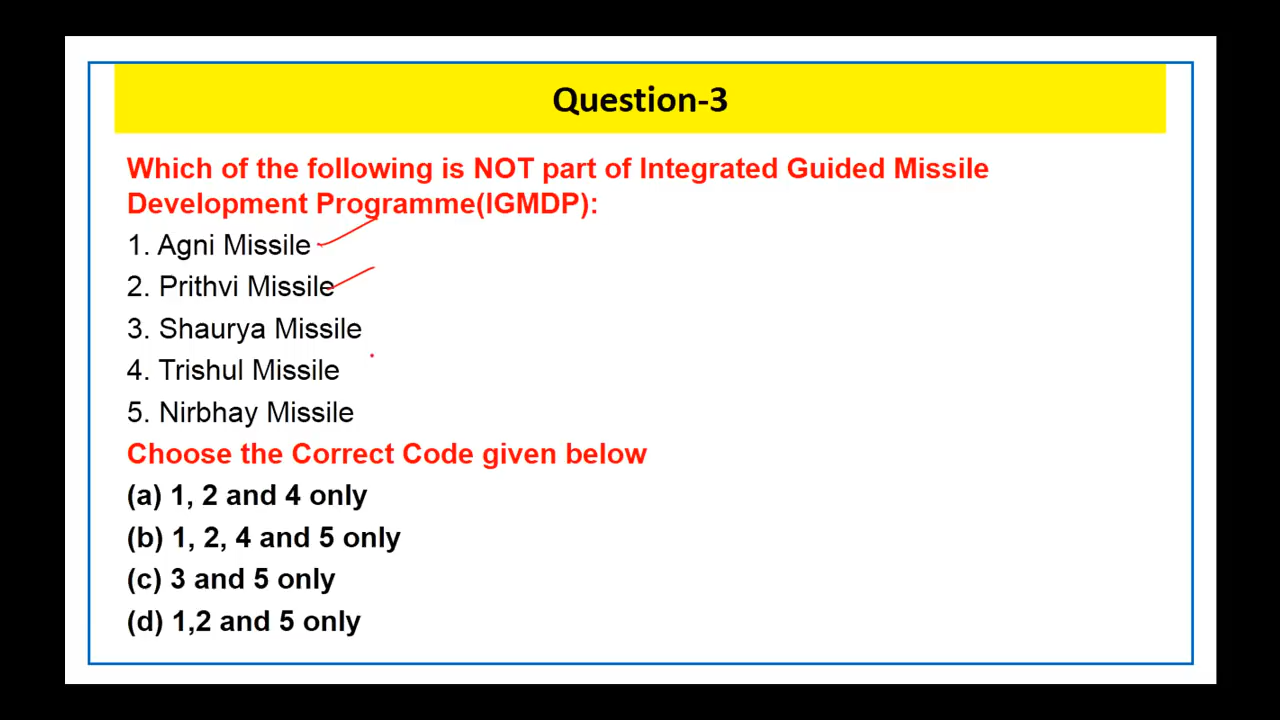 Question-3
Which of the following is NOT part of Integrated Guided Missile
Development Programme(IGMDP):
1. Agni Missile
2. Prithvi Missile
3. Shaurya Missile
4. Trishul Missile
5. Nirbhay Missile
Choose the Correct Code given below
(a) 1, 2 and 4 only
(b) 1, 2, 4 and 5 only
(c) 3 and 5 only
(d) 1,2 and 5 only